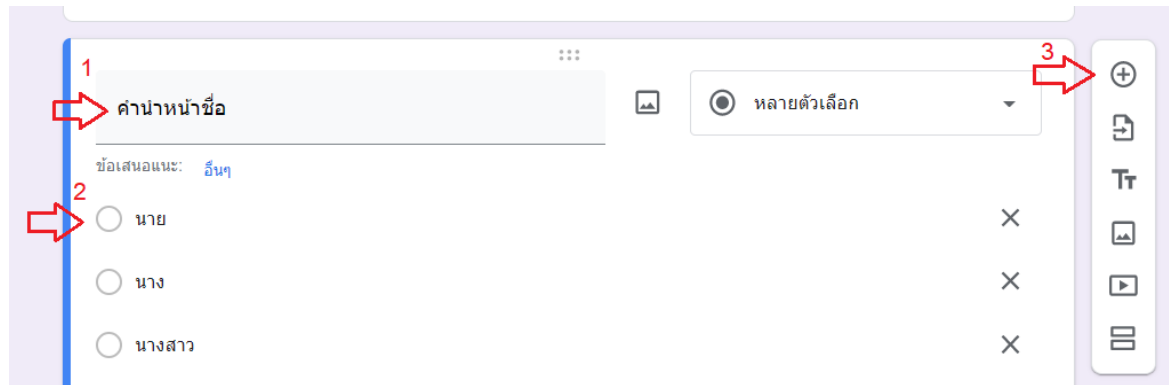 1
คำนำหน้าชื่อ
หลายตัวเลือก
3
ข้อเสนอแนะ: อื่นๆ
2
นาย
นาง
นางสาว
Tт